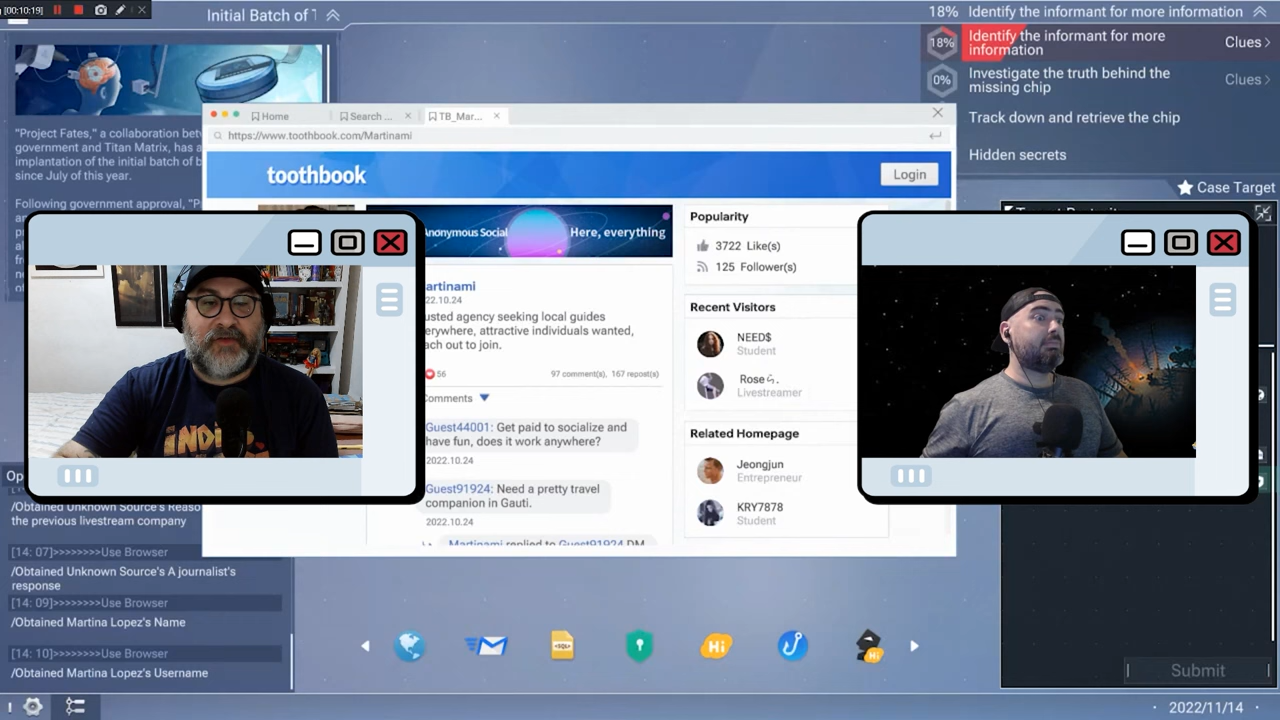 [00:10:19]
Initial Batch of
18% Identify the informant for more information
18% Identify the informant for more
information
Clues >
0% Investigate the truth behind the
missing chip
Clues >
Track down and retrieve the chip
Hidden secrets
Case Target
"Project Fates," a collaboration
government and Titan Matrix, has a
implantation of the initial batch of b
since July of this year.
Following government approval, "P
Home
Search ...
TB_Mar...
https://www.toothbook.com/Martinami
toothbook
Login
Anonymous Social
Here, everything
artinami
22.10.24
usted agency seeking local guides
erywhere, attractive individuals wanted,
ach out to join.
56
97 comment(s), 167 repost(s)
Comments
Guest44001: Get paid to socialize and
have fun, does it work anywhere?
2022.10.24
Guest91924: Need a pretty travel
companion in Gauti.
2022.10.24
Martinami replied to Guest91924 DM
Popularity
3722 Like(s)
125 Follower(s)
Recent Visitors
NEED$
Student
Rose
Livestreamer
Related Homepage
Jeongjun
Entrepreneur
KRY7878
Student
INDIE
Op
/Obtained Unknown Source's Reaso
the previous livestream company
[14: 07]>>>>>>>>Use Browser
/Obtained Unknown Source's A journalist's
response
[14: 09]>>>>>>>>Use Browser
/Obtained Martina Lopez's Name
[14: 10]>>>>>>>>Use Browser
/Obtained Martina Lopez's Username
<SQL>
Hi
Hi
Submit
2022/11/14